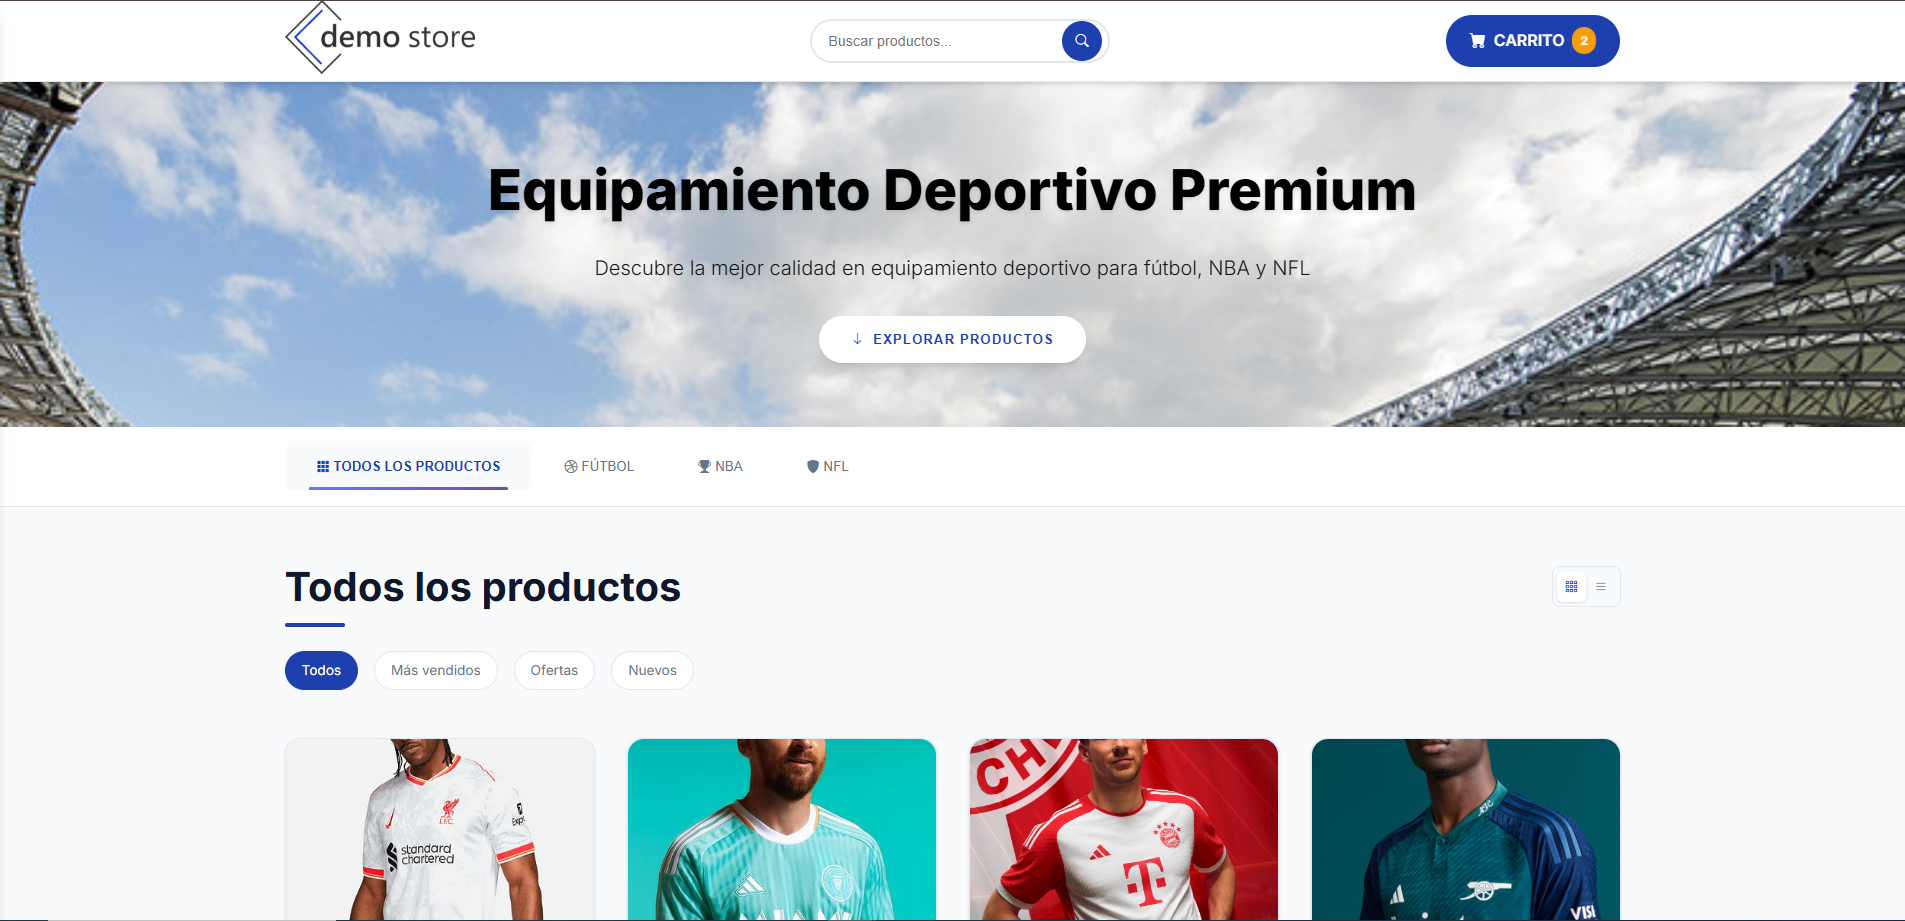 demo store
Buscar productos...
CARRITO 2
Equipamiento Deportivo Premium
Descubre la mejor calidad en equipamiento deportivo para fútbol, NBA y NFL
EXPLORAR PRODUCTOS
TODOS LOS PRODUCTOS
FÚTBOL
NBA
NFL
Todos los productos
Todos
Más vendidos
Ofertas
Nuevos
L.F.C.
standard
chartered
CH
T
VISI